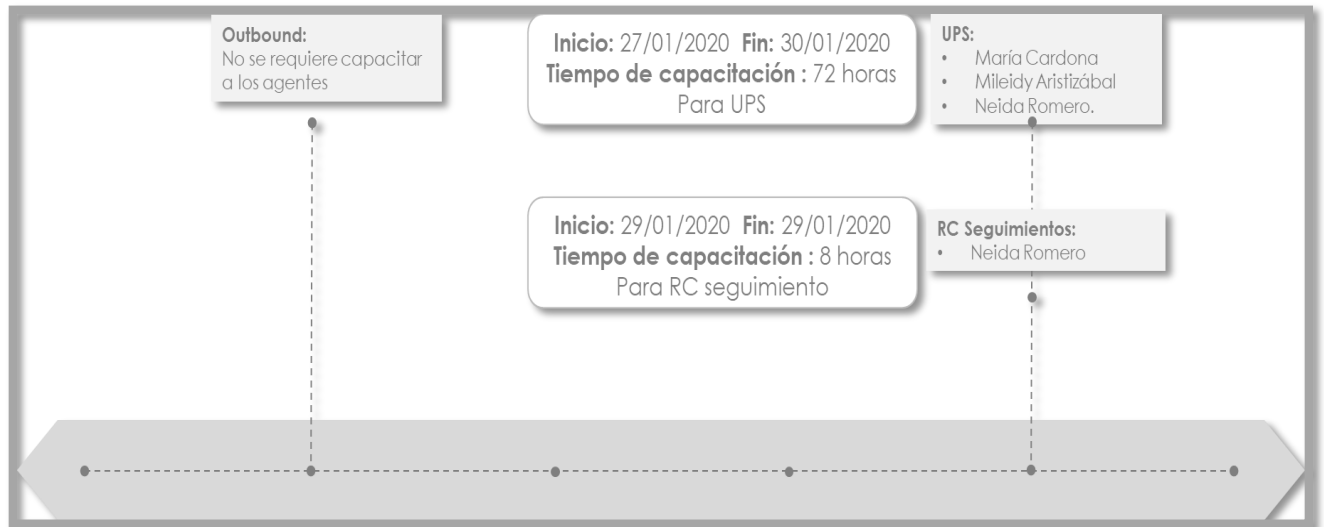 Outbound:
No se requiere capacitar
a los agentes
Inicio: 27/01/2020 Fin: 30/01/2020
Tiempo de capacitación : 72 horas
Para UPS
UPS:
• María Cardona
• Mileidy Aristizábal
• Neida Romero.
Inicio: 29/01/2020 Fin: 29/01/2020
Tiempo de capacitación : 8 horas
Para RC seguimiento
RC Seguimientos:
• Neida Romero